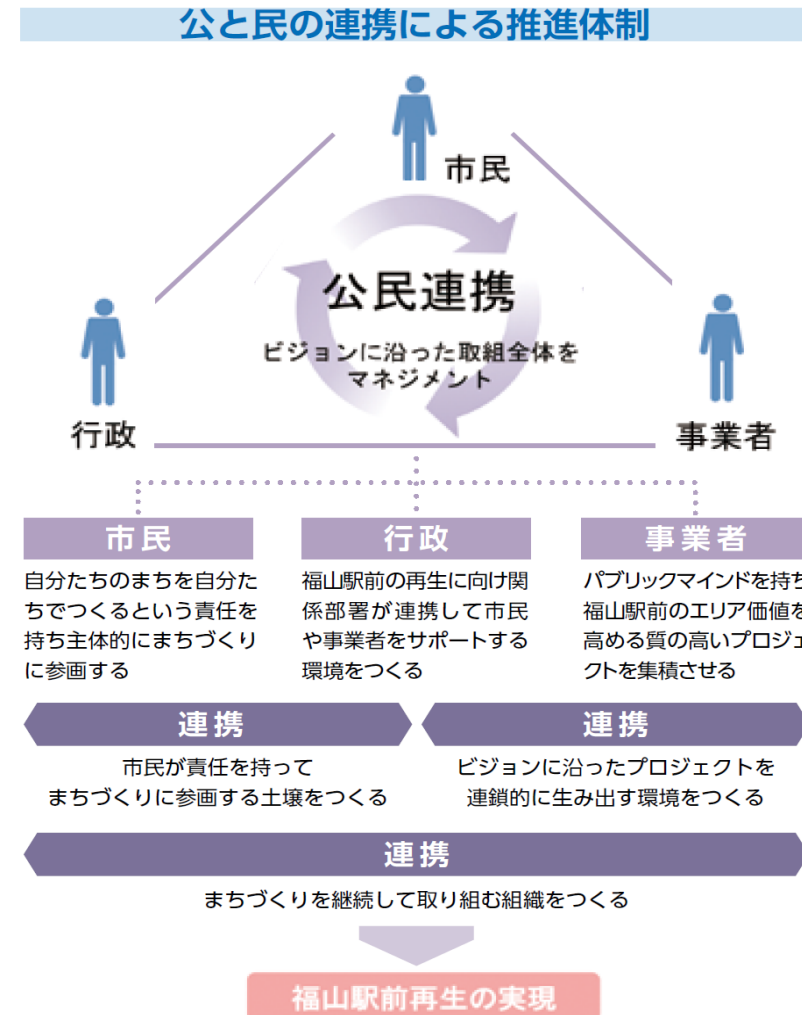 公と民の連携による推進体制
市民
公民連携
ビジョンに沿った取組全体を
マネジメント
行政
事業者
市民
自分たちのまちを自分た
ちでつくるという責任を
持ち主体的にまちづくり
に参画する
行政
福山駅前の再生に向け関
係部署が連携して市民
や事業者をサポートする
環境をつくる
事業者
パブリックマインドを持ち
福山駅前のエリア価値を
高める質の高いプロジェ
クトを集積させる
連携
市民が責任を持って
まちづくりに参画する土壌をつくる
連携
ビジョンに沿ったプロジェクトを
連鎖的に生み出す環境をつくる
連携
まちづくりを継続して取り組む組織をつくる
福山駅前再生の実現